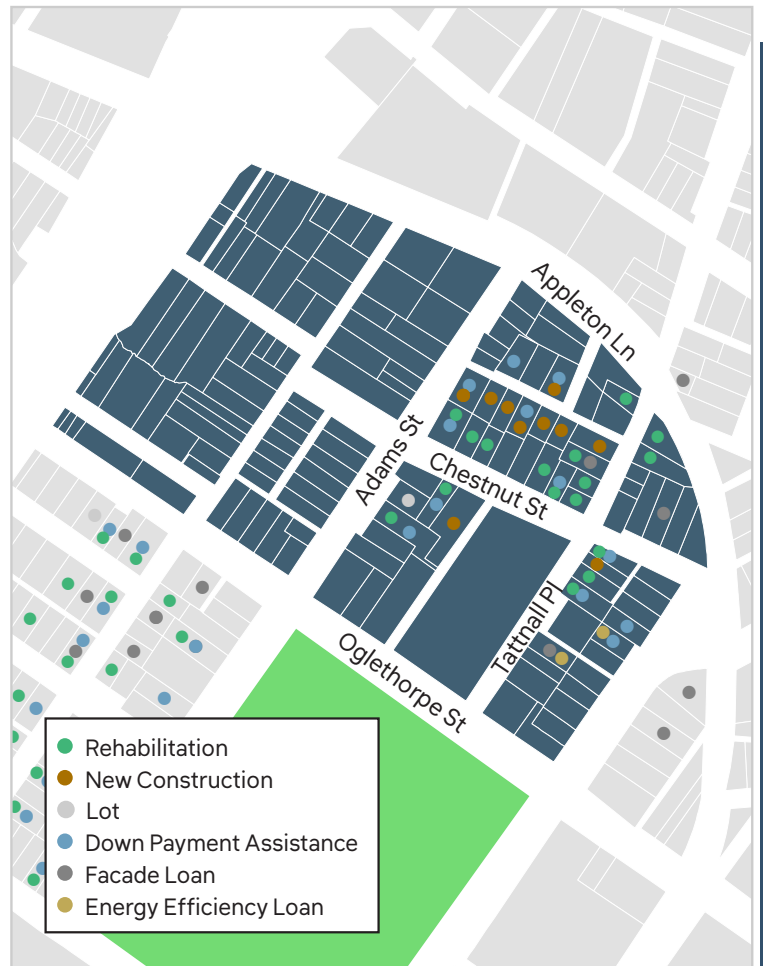 Appleton Ln
Adams St
Chestnut St
Tattnall Pl
Oglethorpe St
Rehabilitation
New Construction
Lot
Down Payment Assistance
Facade Loan
Energy Efficiency Loan